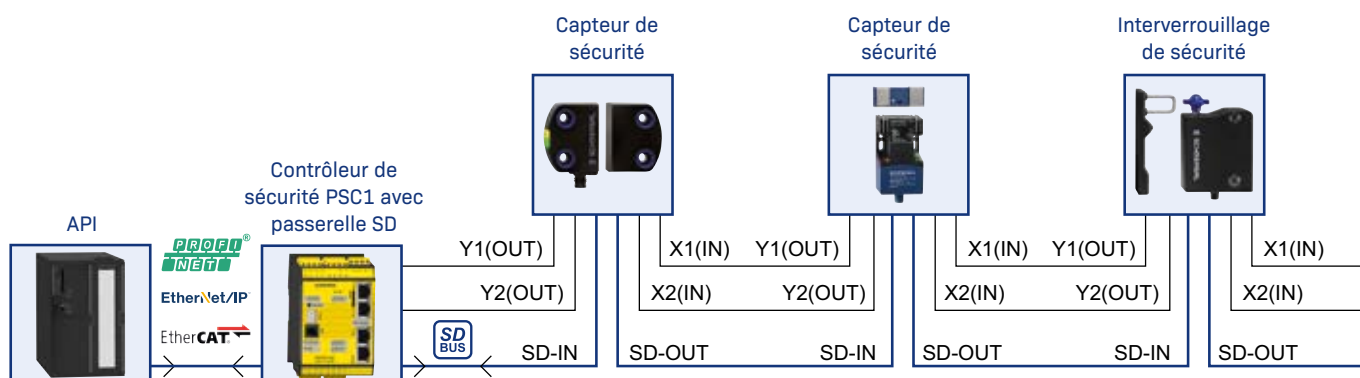 Capteur de
sécurité
Capteur de
sécurité
Interverrouillage
de sécurité
Contrôleur de
sécurité PSC1 avec
passerelle SD
API
PROFI®
NET
EtherNet/IP
EtherCAT
SD
BUS
Y1(OUT)
X1(IN)
Y1(OUT)
X1(IN)
Y1(OUT)
X1(IN)
Y2(OUT)
X2(IN)
Y2(OUT)
X2(IN)
Y2(OUT)
X2(IN)
SD-IN
SD-OUT
SD-IN
SD-OUT
SD-IN
SD-OUT
SCHMERSAL
SCHMERSAL